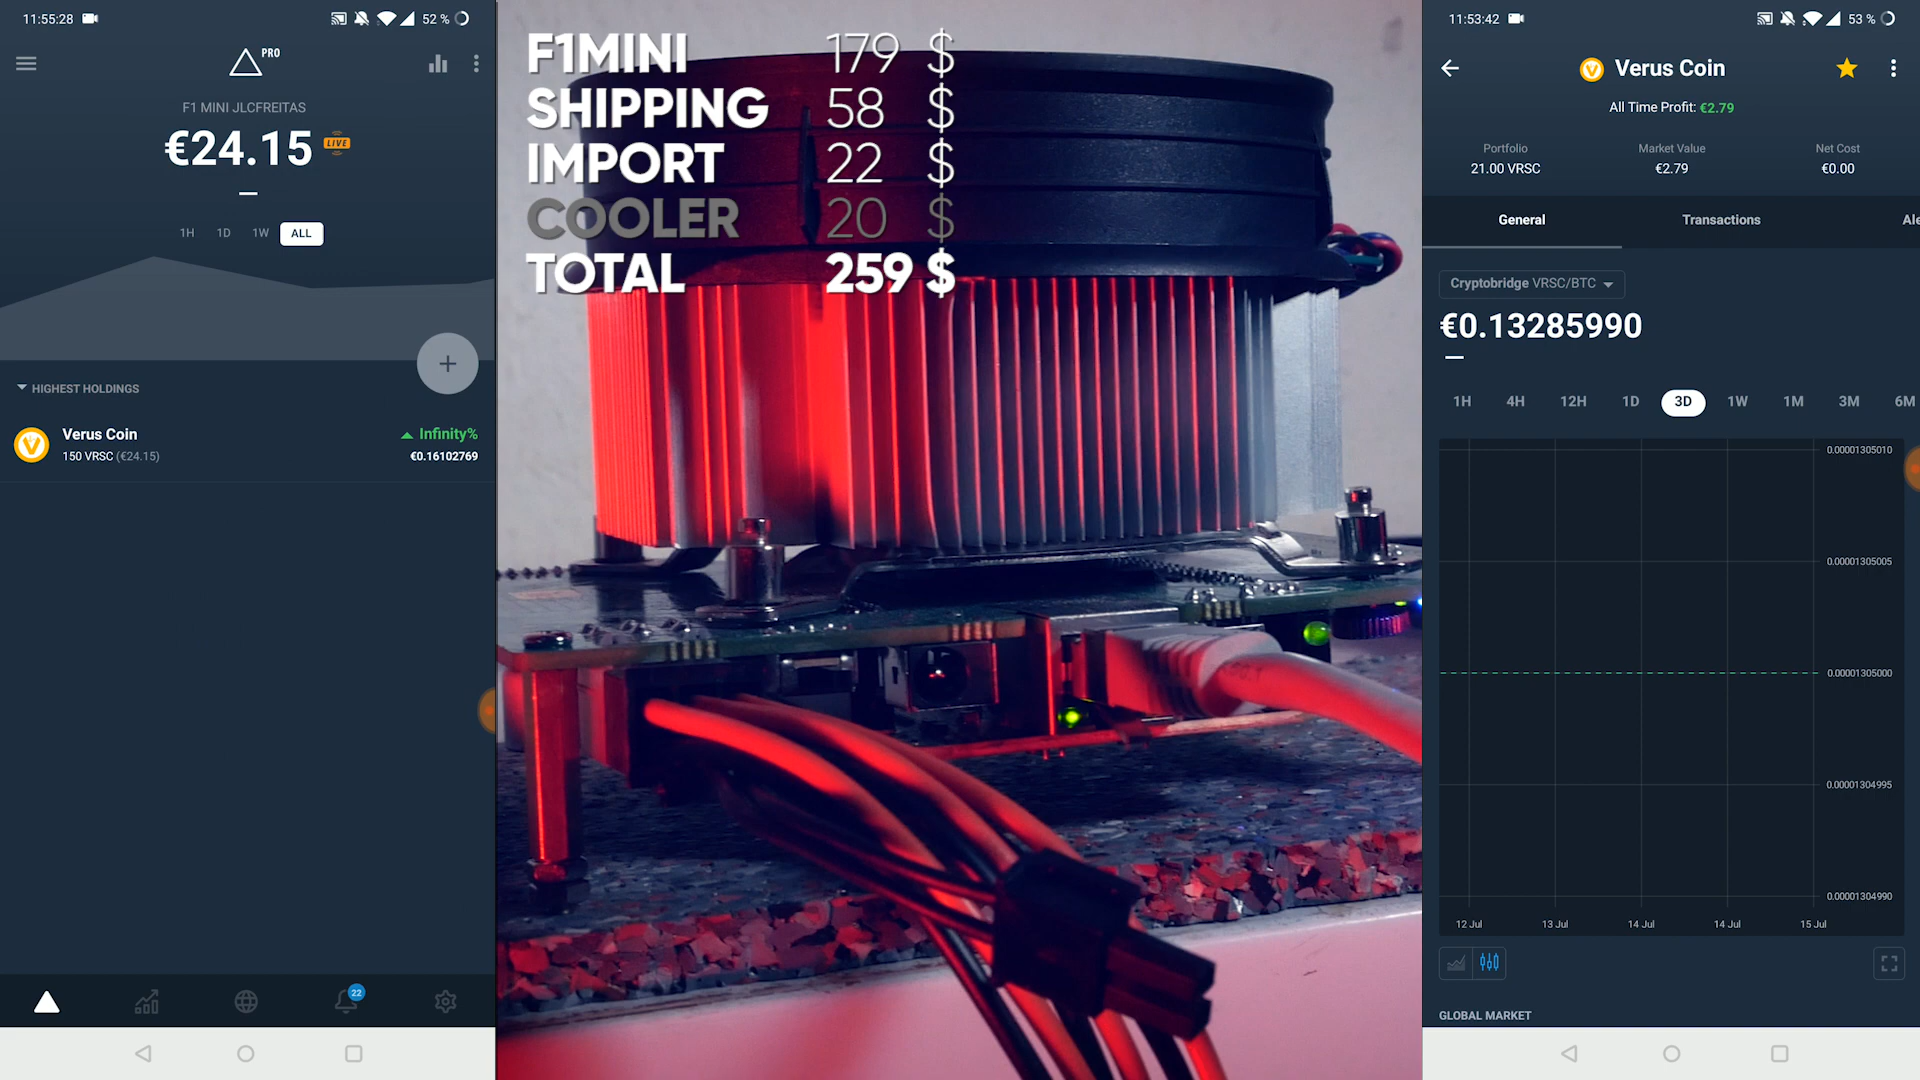 11:55:28
52 %
PRO
F1 MINI JLCFREITAS
€24.15 LIVE
1H 1D 1W ALL
HIGHEST HOLDINGS
Verus Coin
Infinity%
150 VRSC (€24.15)
€0.16102769
22
F1MINI 179 $
SHIPPING 58 $
IMPORT 22 $
COOLER 20 $
TOTAL 259 $
11:53:42
53 %
Verus Coin
All Time Profit: €2.79
Portfolio Market Value Net Cost
21.00 VRSC €2.79 €0.00
General Transactions Ale
Cryptobridge VRSC/BTC
€0.13285990
1H 4H 12H 1D 3D 1W 1M 3M 6M
0.00001305010
0.00001305005
0.00001305000
0.00001304995
0.00001304990
12 Jul 13 Jul 14 Jul 14 Jul 15 Jul
GLOBAL MARKET